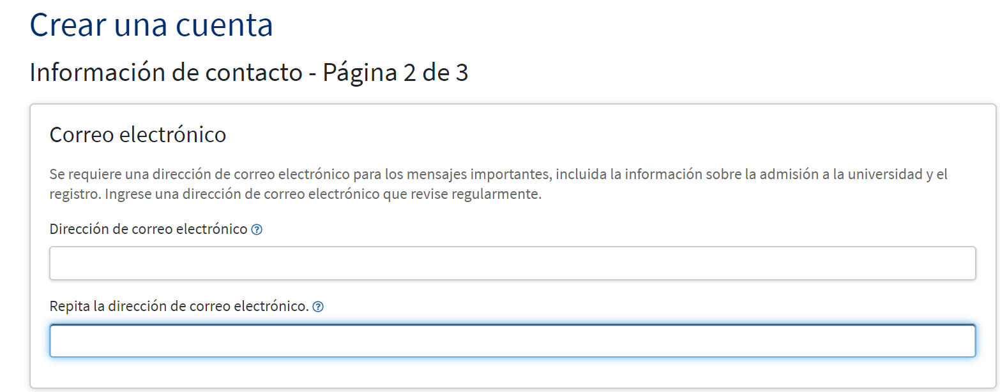 Crear una cuenta
Información de contacto - Página 2 de 3
Correo electrónico
Se requiere una dirección de correo electrónico para los mensajes importantes, incluida la información sobre la admisión a la universidad y el
registro. Ingrese una dirección de correo electrónico que revise regularmente.
Dirección de correo electrónico ?
Repita la dirección de correo electrónico. ?